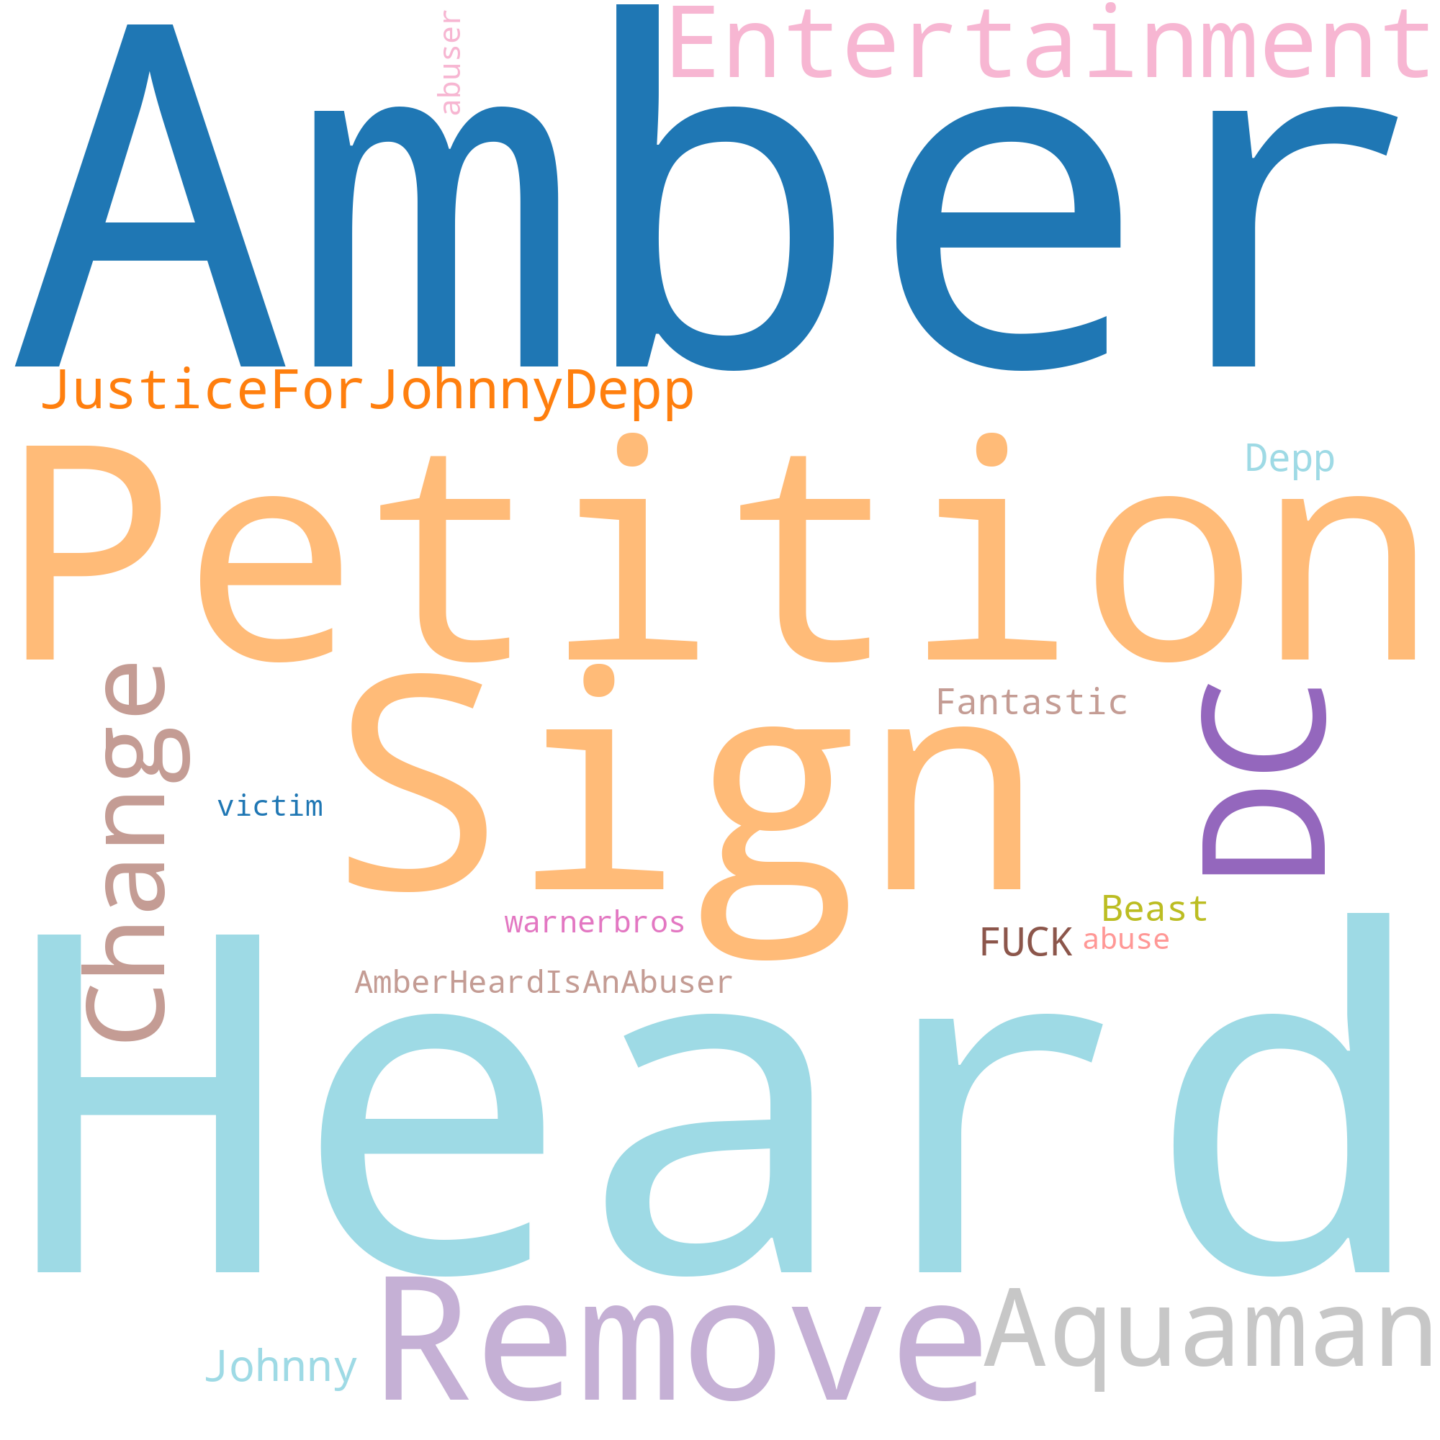 Entertainment
abuser
Amber
JusticeForJohnnyDepp
Depp
Petition
Change
Sign
Fantastic
DC
victim
Beast
warnerbros
FUCK
abuse
AmberHeardIsAnAbuser
Heard
Remove
Aquaman
Johnny